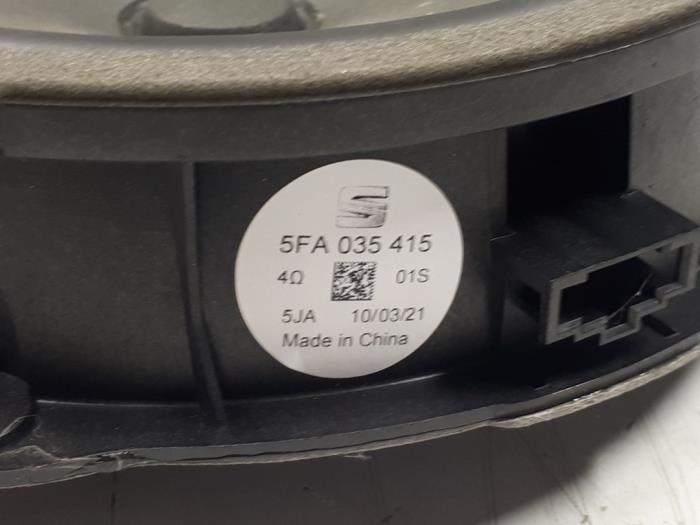 5FA 035 415
4Ω 01S
5JA 10/03/21
Made in China